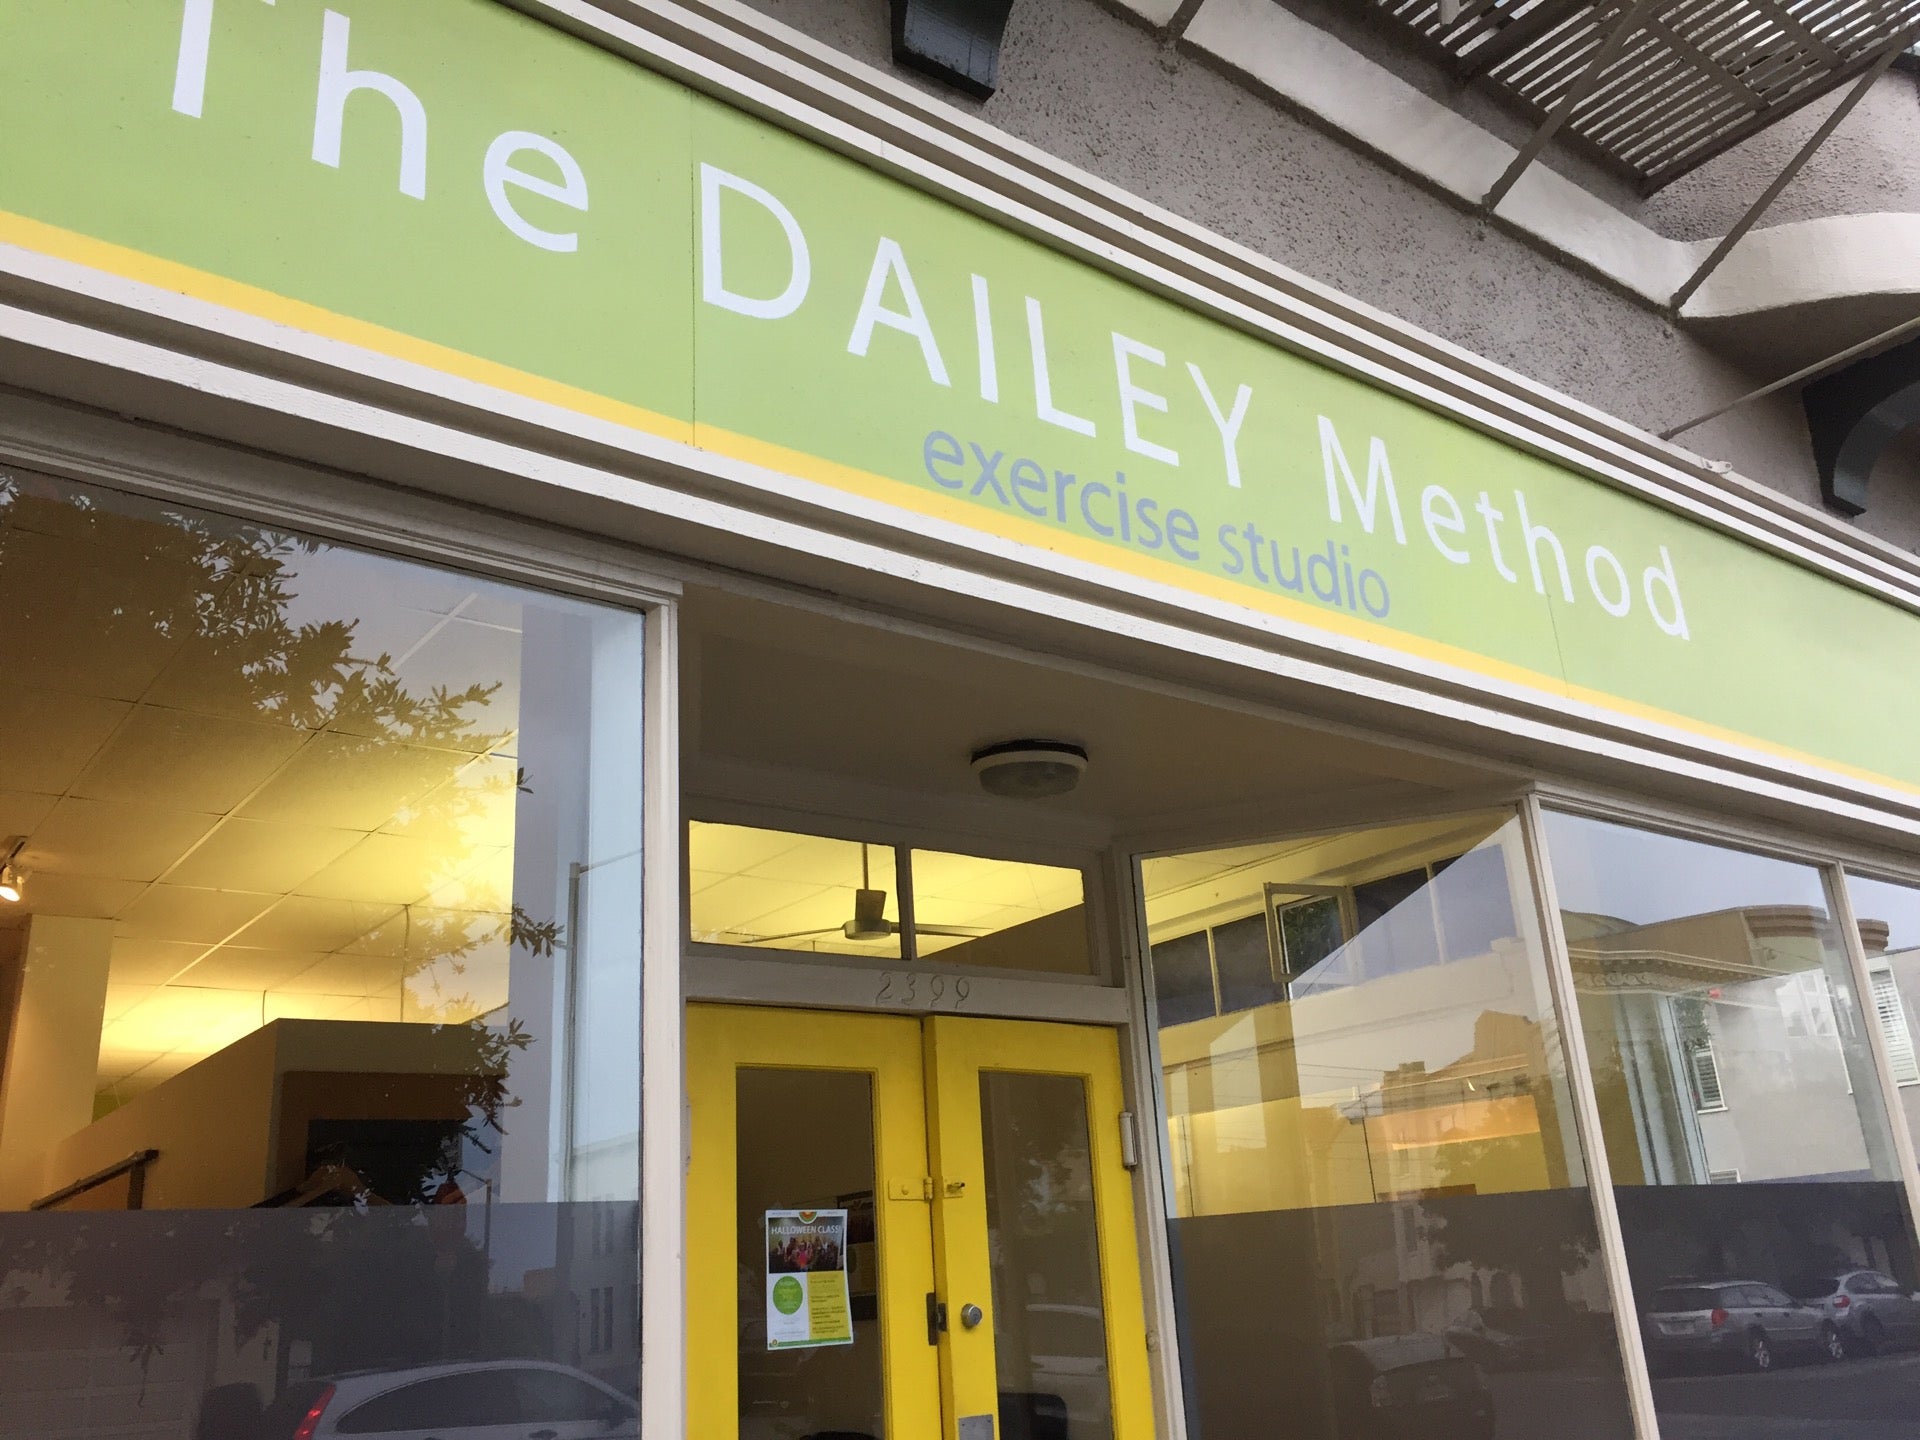 The DAILEY Method
exercise studio
2399
HALLOWEEN CLASS!